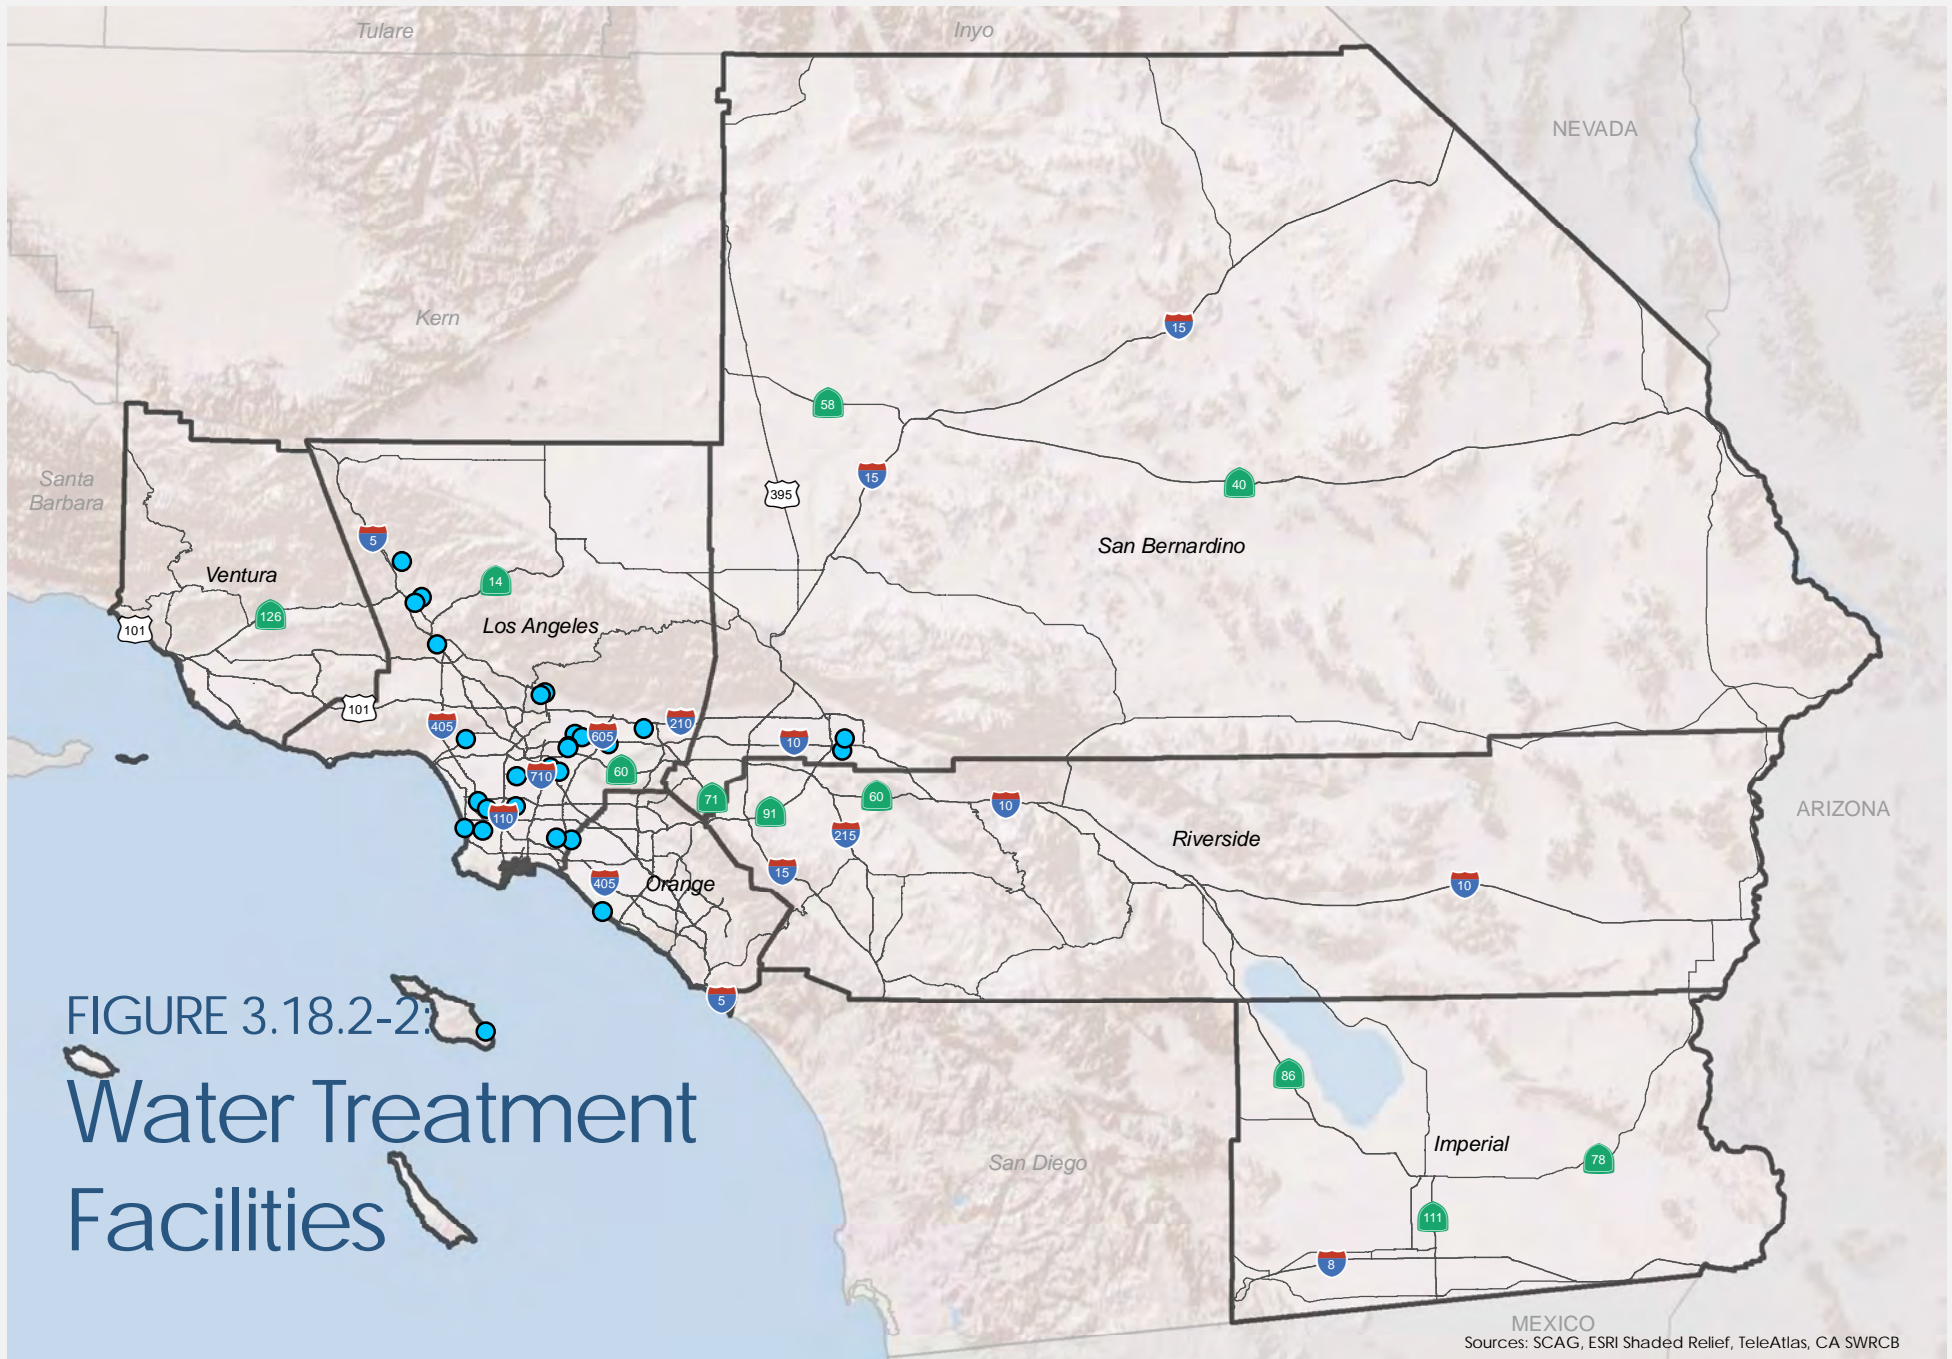 Tulare
Inyo
NEVADA
Kern
15
58
Santa
Barbara
15
395
40
San Bernardino
5
Ventura
14
126
Los Angeles
101
101
405
210
605
10
710
60
71
60
10
ARIZONA
110
91
215
Riverside
15
405
Orange
10
5
FIGURE 3.18.2-2:
Water Treatment
Facilities
86
Imperial
San Diego
78
111
8
MEXICO
Sources: SCAG, ESRI Shaded Relief, TeleAtlas, CA SWRCB